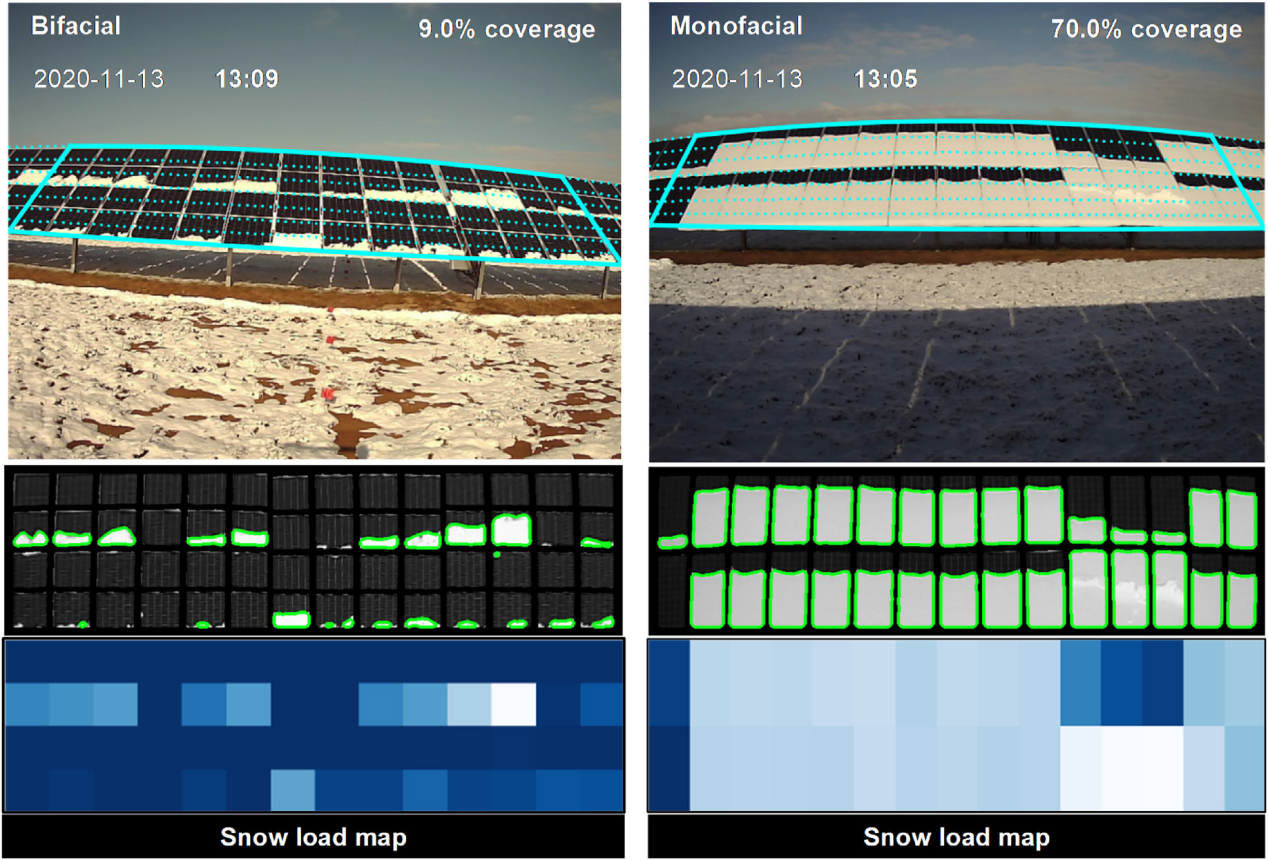 Bifacial 9.0% coverage
2020-11-13 13:09
Monofacial 70.0% coverage
2020-11-13 13:05
Snow load map
Snow load map